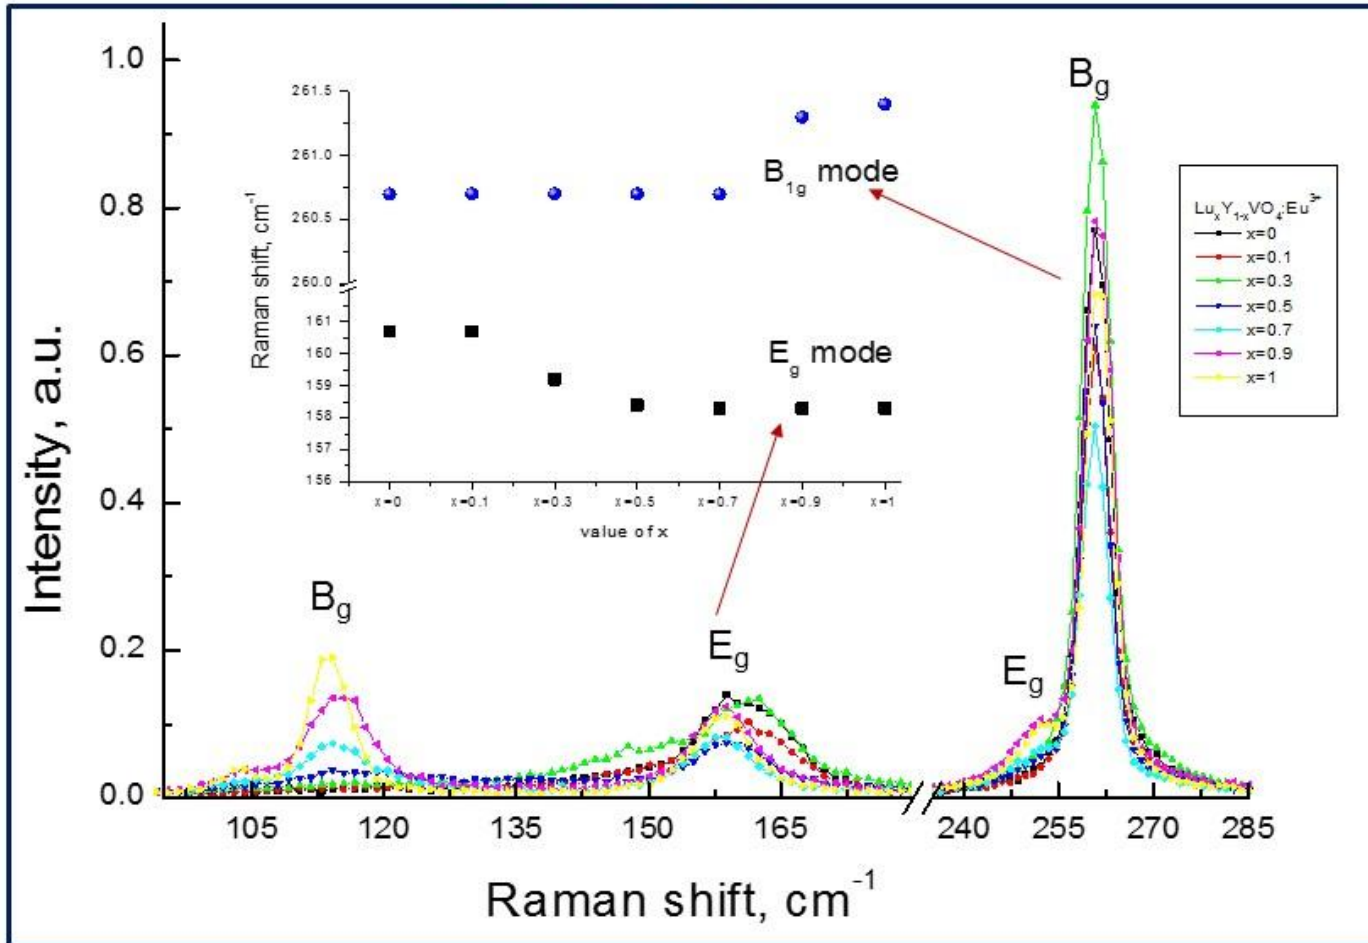 Intensity, a.u.
1.0
0.8
0.6
0.4
0.2
0.0
105 120 135 150 165 240 255 270 285
Raman shift, cm⁻¹
B₉
E₉
E₉
B₉
Raman shift, cm⁻¹
261.5
261.0
260.5
260.0
161
160
159
158
157
156
x=0 x=0.1 x=0.3 x=0.5 x=0.7 x=0.9 x=1
value of x
B₁g mode
Eg mode
LuₓY₁₋ₓVO₄:Eu³⁺
x=0
x=0.1
x=0.3
x=0.5
x=0.7
x=0.9
x=1